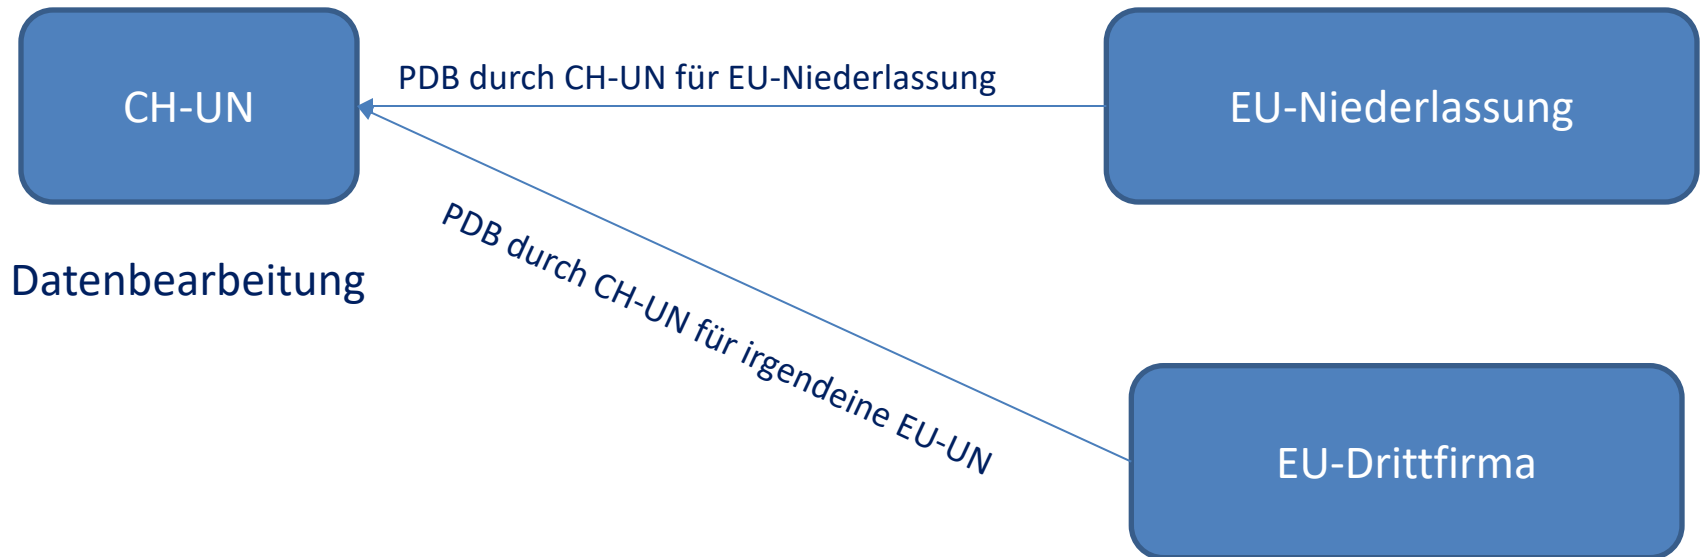 CH-UN
PDB durch CH-UN für EU-Niederlassung
EU-Niederlassung
Datenbearbeitung
PDB durch CH-UN für irgendeine EU-UN
EU-Drittfirma